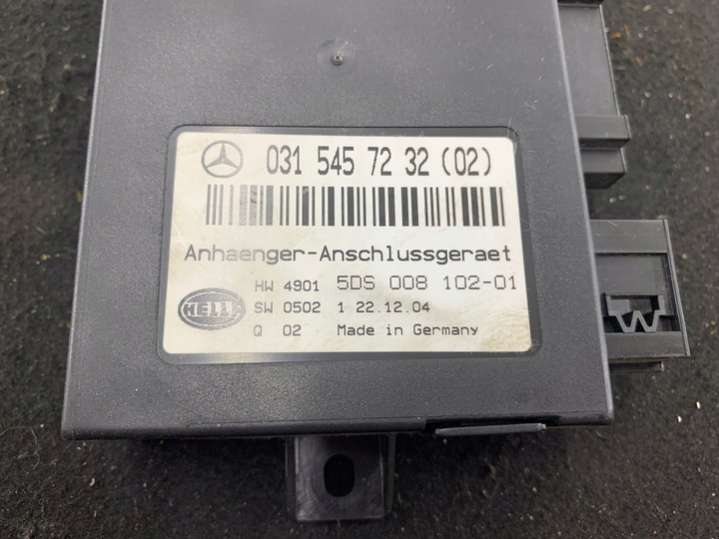 031 545 72 32 (02)
Anhaenger-Anschlussgeraet
HW 4901 5DS 008 102-01
HELLA SW 0502 1 22.12.04
Q 02 Made in Germany